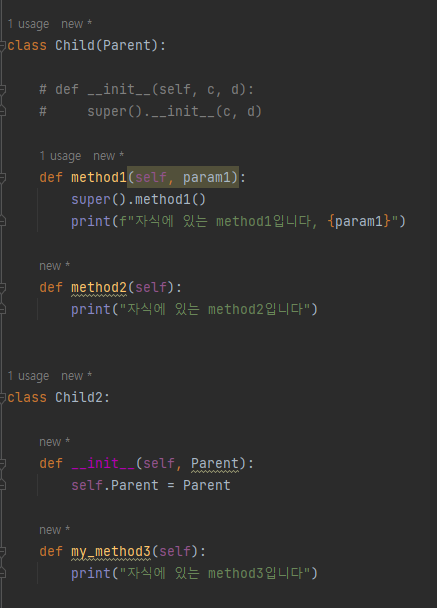 1 usage   new *
class Child(Parent):
    # def __init__(self, c, d):
    #     super().__init__(c, d)
    1 usage   new *
    def method1(self, param1):
        super().method1()
        print(f"자식에 있는 method1입니다, {param1}")
    new *
    def method2(self):
        print("자식에 있는 method2입니다")
1 usage   new *
class Child2:
    new *
    def __init__(self, Parent):
        self.Parent = Parent
    new *
    def my_method3(self):
        print("자식에 있는 method3입니다")